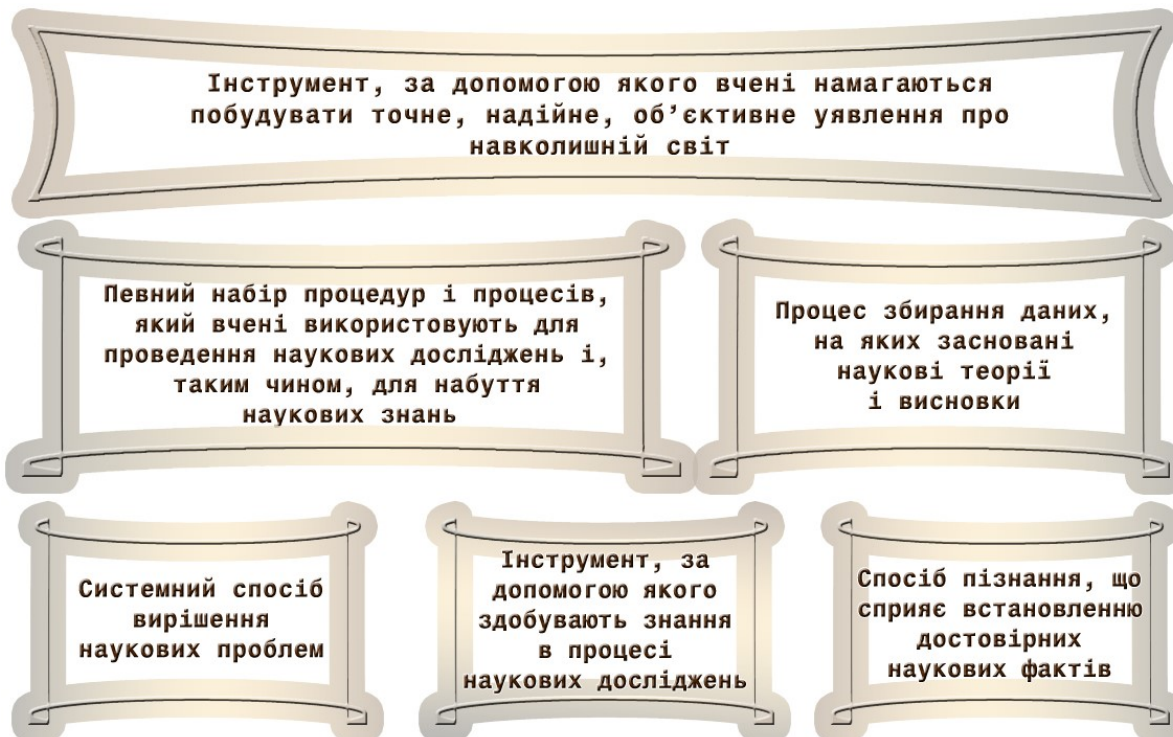 Інструмент, за допомогою якого вчені намагаються
побудувати точне, надійне, об’єктивне уявлення про
навколишній світ
Певний набір процедур і процесів,
який вчені використовують для
проведення наукових досліджень і,
таким чином, для набуття
наукових знань
Процес збирання даних,
на яких засновані
наукові теорії
і висновки
Системний спосіб
вирішення
наукових проблем
Інструмент, за
допомогою якого
здобувають знання
в процесі
наукових досліджень
Спосіб пізнання, що
сприяє встановленню
достовірних
наукових фактів